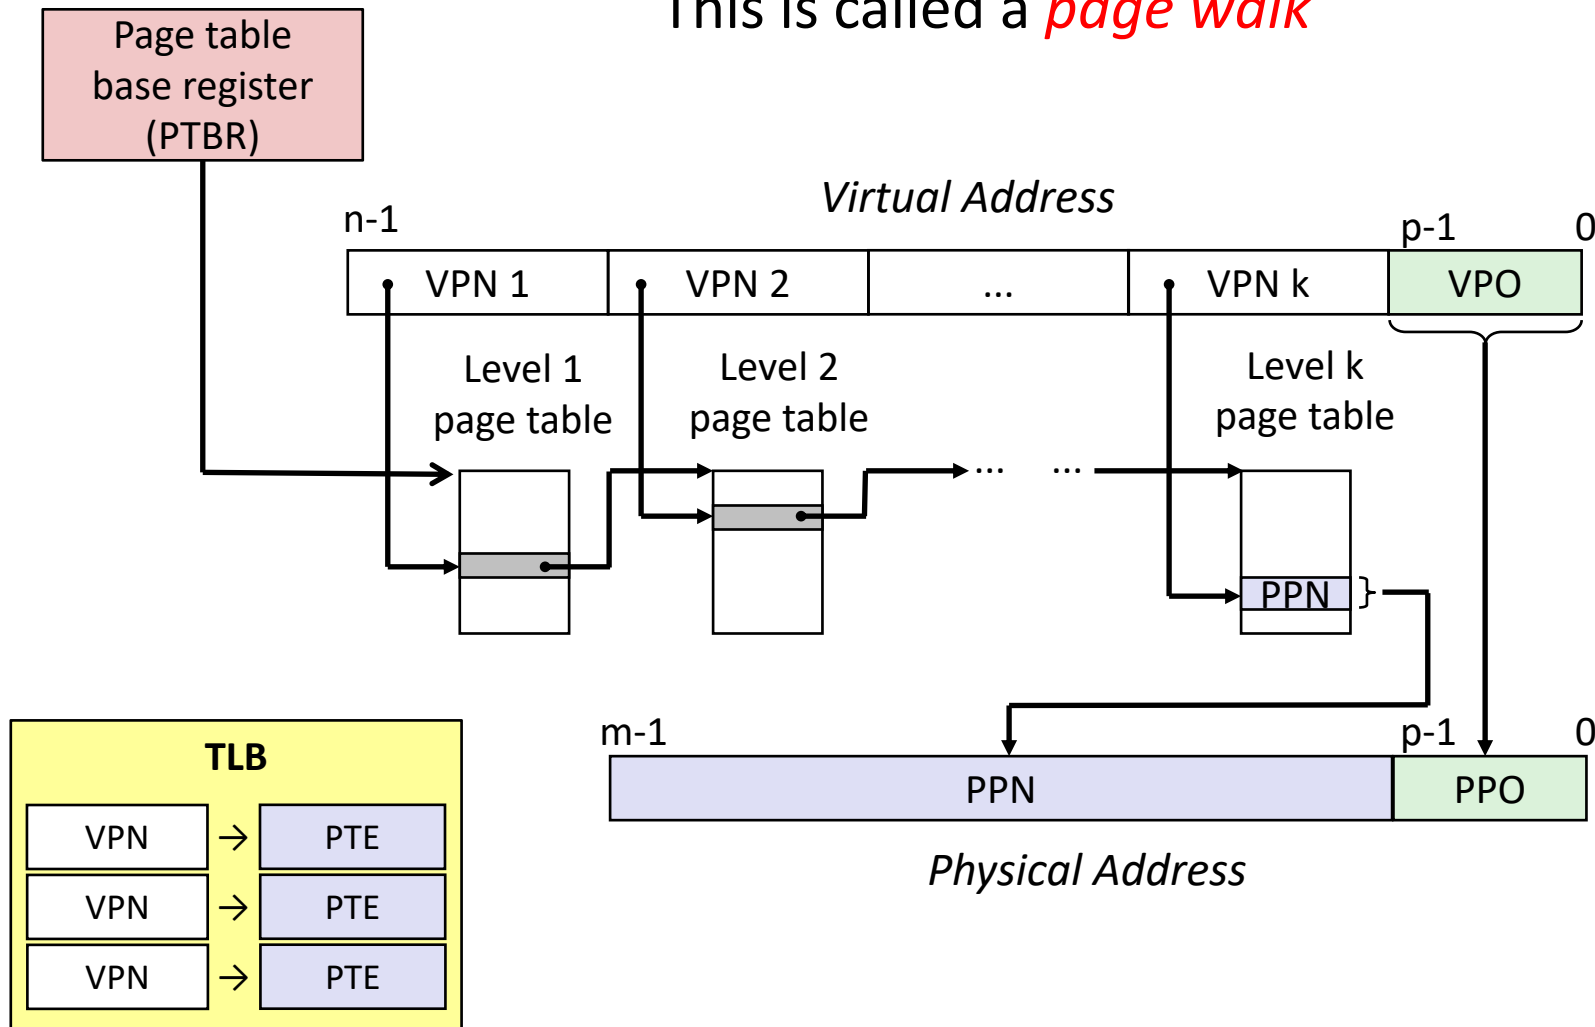 This is called a page walk
Page table
base register
(PTBR)
Virtual Address
n-1
p-1
0
VPN 1
VPN 2
...
VPN k
VPO
Level 1
page table
Level 2
page table
Level k
page table
...
...
PPN
m-1
p-1
0
PPN
PPO
Physical Address
TLB
VPN → PTE
VPN → PTE
VPN → PTE